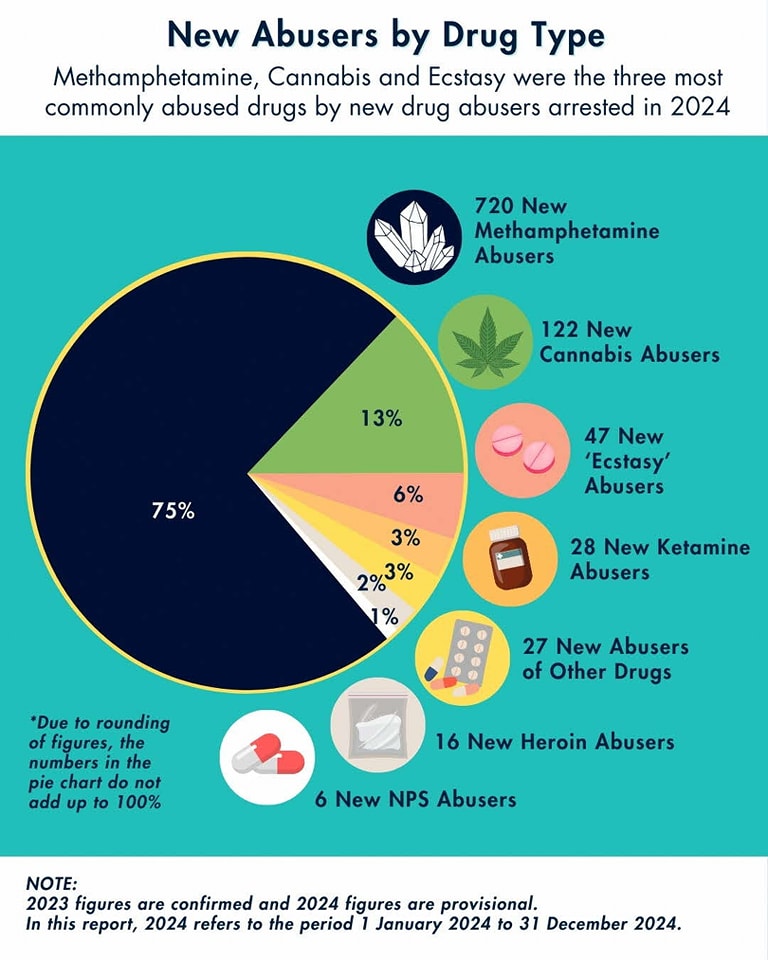 New Abusers by Drug Type
Methamphetamine, Cannabis and Ecstasy were the three most
commonly abused drugs by new drug abusers arrested in 2024
720 New
Methamphetamine
Abusers
122 New
Cannabis Abusers
13%
47 New
‘Ecstasy’
Abusers
6%
75%
3%
28 New Ketamine
Abusers
3%
2%
1%
27 New Abusers
of Other Drugs
*Due to rounding
of figures, the
numbers in the
pie chart do not
add up to 100%
16 New Heroin Abusers
6 New NPS Abusers
NOTE:
2023 figures are confirmed and 2024 figures are provisional.
In this report, 2024 refers to the period 1 January 2024 to 31 December 2024.